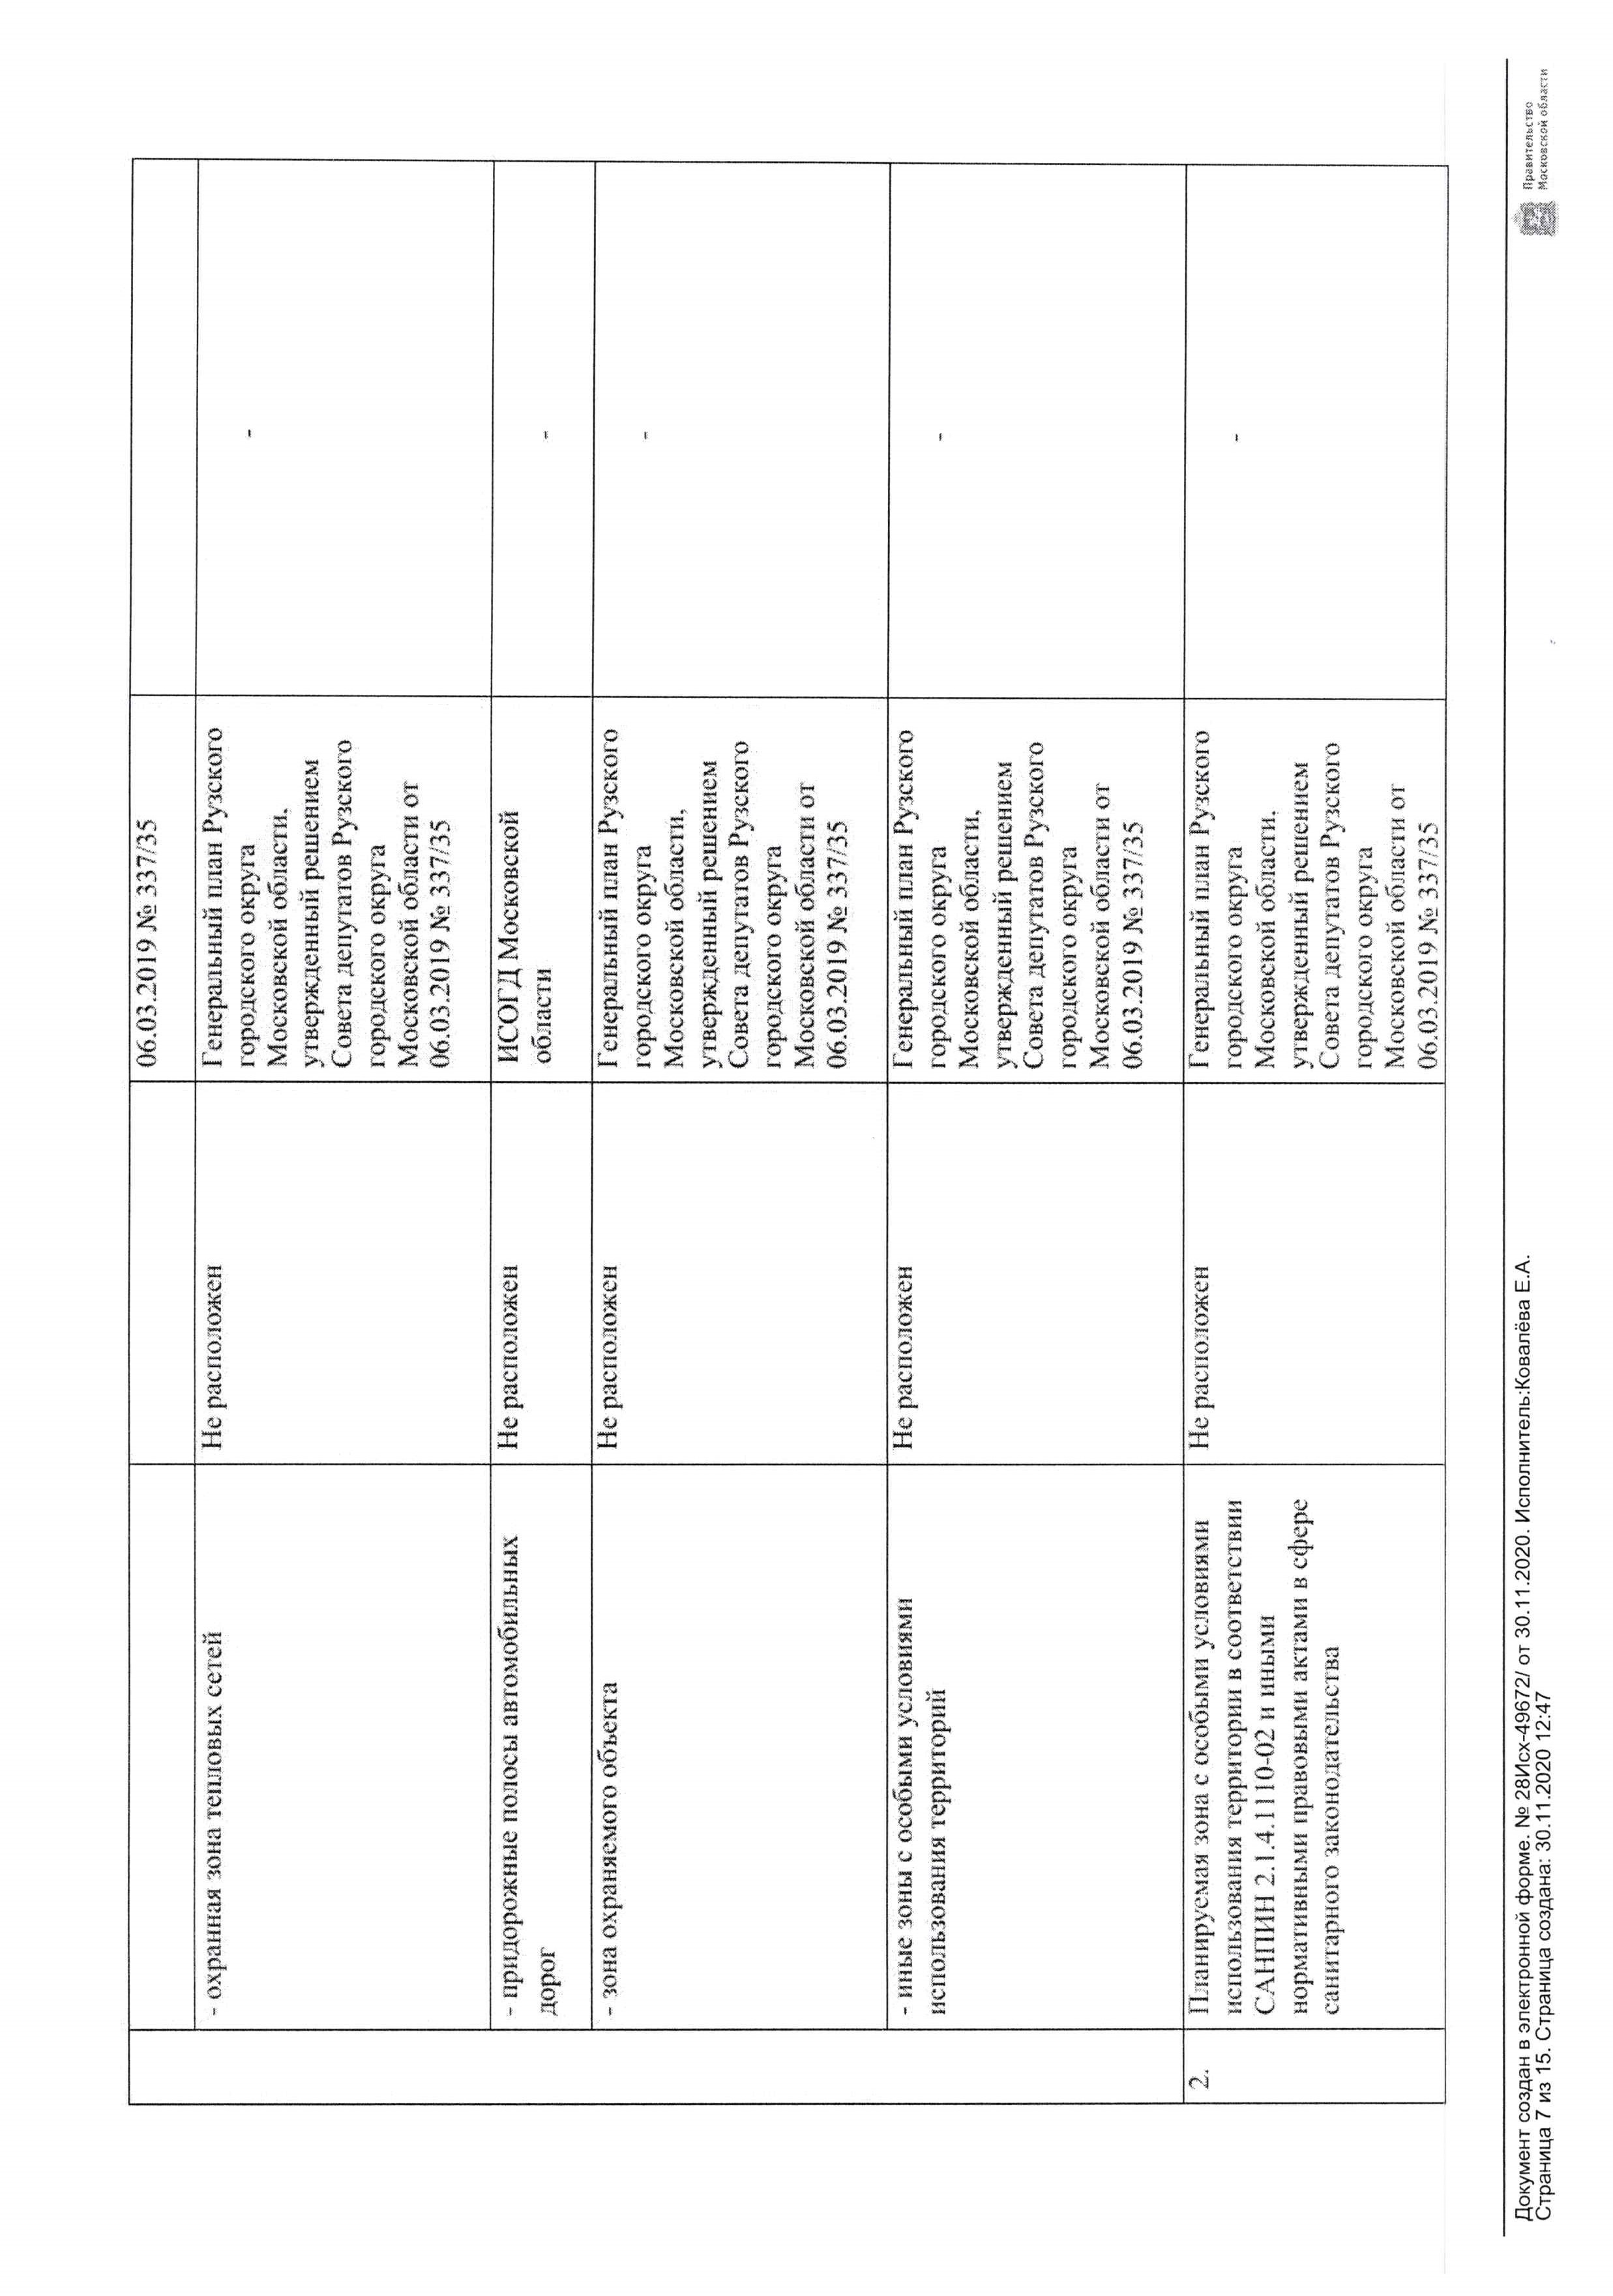 06.03.2019 № 337/35
- охранная зона тепловых сетей
Не расположен
Генеральный план Рузского
городского округа
Московской области,
утвержденный решением
Совета депутатов Рузского
городского округа
Московской области от
06.03.2019 № 337/35
-
- придорожные полосы автомобильных
дорог
Не расположен
ИСОГД Московской
области
-
- зона охраняемого объекта
Не расположен
Генеральный план Рузского
городского округа
Московской области,
утвержденный решением
Совета депутатов Рузского
городского округа
Московской области от
06.03.2019 № 337/35
-
- иные зоны с особыми условиями
использования территорий
Не расположен
Генеральный план Рузского
городского округа
Московской области,
утвержденный решением
Совета депутатов Рузского
городского округа
Московской области от
06.03.2019 № 337/35
-
2.
Планируемая зона с особыми условиями
использования территории в соответствии
САНПИН 2.1.4.1110-02 и иными
нормативными правовыми актами в сфере
санитарного законодательства
Не расположен
Генеральный план Рузского
городского округа
Московской области,
утвержденный решением
Совета депутатов Рузского
городского округа
Московской области от
06.03.2019 № 337/35
-
Документ создан в электронной форме. № 28Исх-49672/ от 30.11.2020. Исполнитель:Ковалёва Е.А.
Страница 7 из 15. Страница создана: 30.11.2020 12:47
Правительство
Московской области